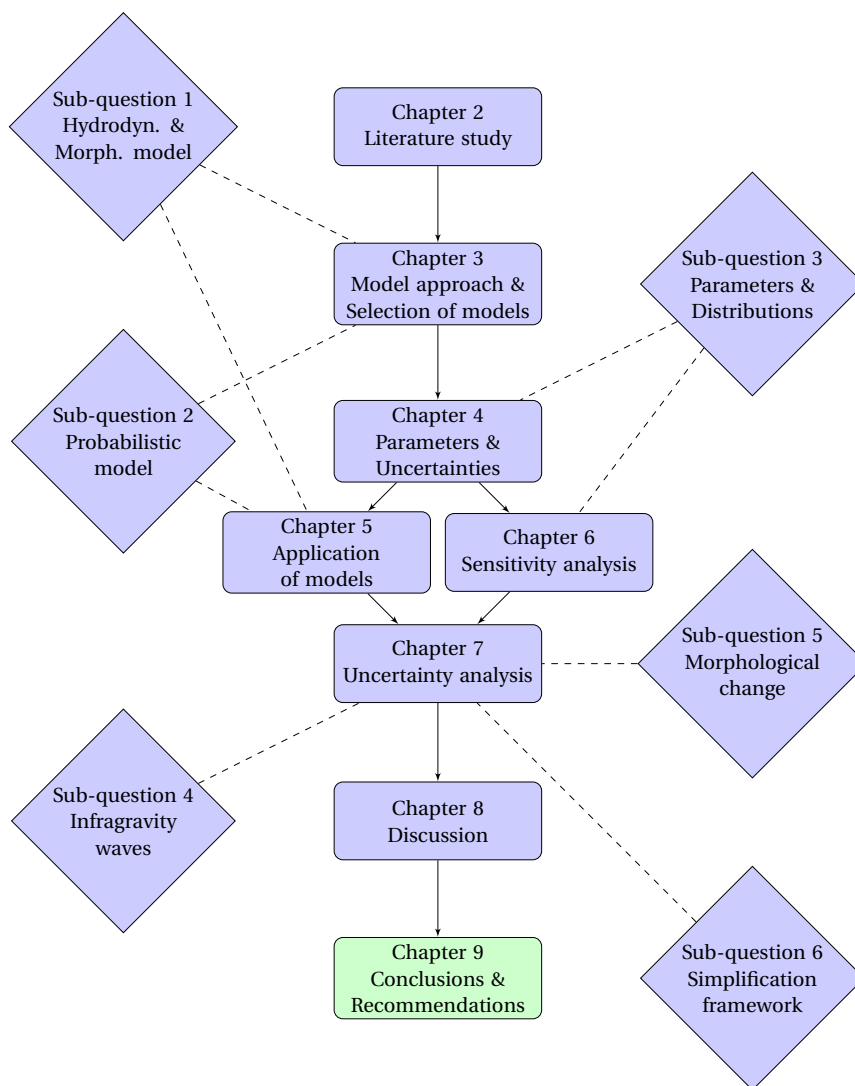 Sub-question 1
Hydrodyn. &
Morph. model
Chapter 2
Literature study
Chapter 3
Model approach &
Selection of models
Sub-question 3
Parameters &
Distributions
Sub-question 2
Probabilistic
model
Chapter 4
Parameters &
Uncertainties
Chapter 5
Application
of models
Chapter 6
Sensitivity analysis
Chapter 7
Uncertainty analysis
Sub-question 5
Morphological
change
Sub-question 4
Infragravity
waves
Chapter 8
Discussion
Chapter 9
Conclusions &
Recommendations
Sub-question 6
Simplification
framework